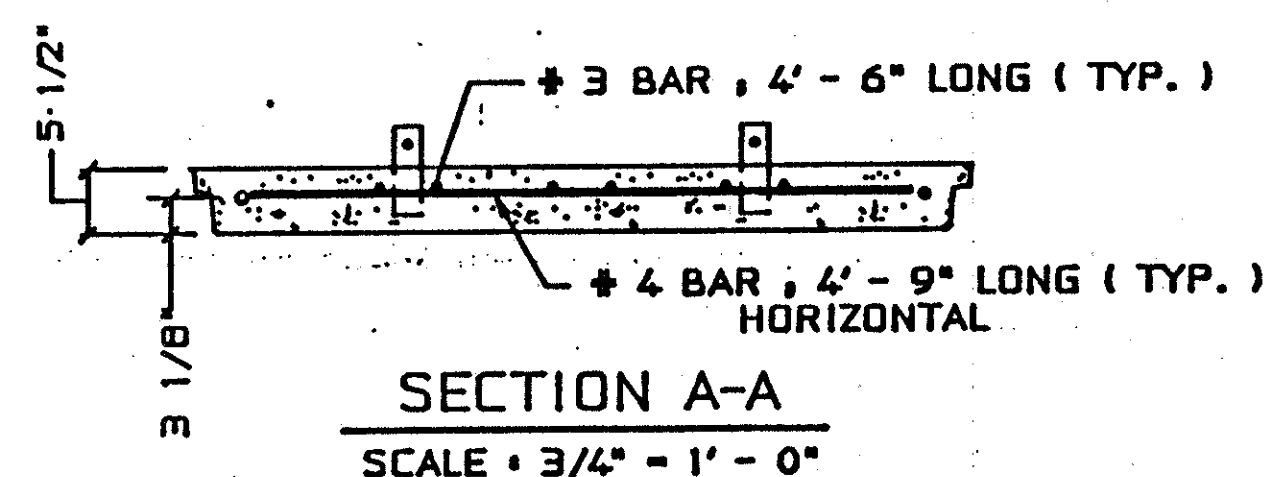 5 1/2"
# 3 BAR , 4' - 6" LONG ( TYP. )
# 4 BAR , 4' - 9" LONG ( TYP. )
HORIZONTAL
3 1/8"
SECTION A-A
SCALE : 3/4" = 1' - 0"